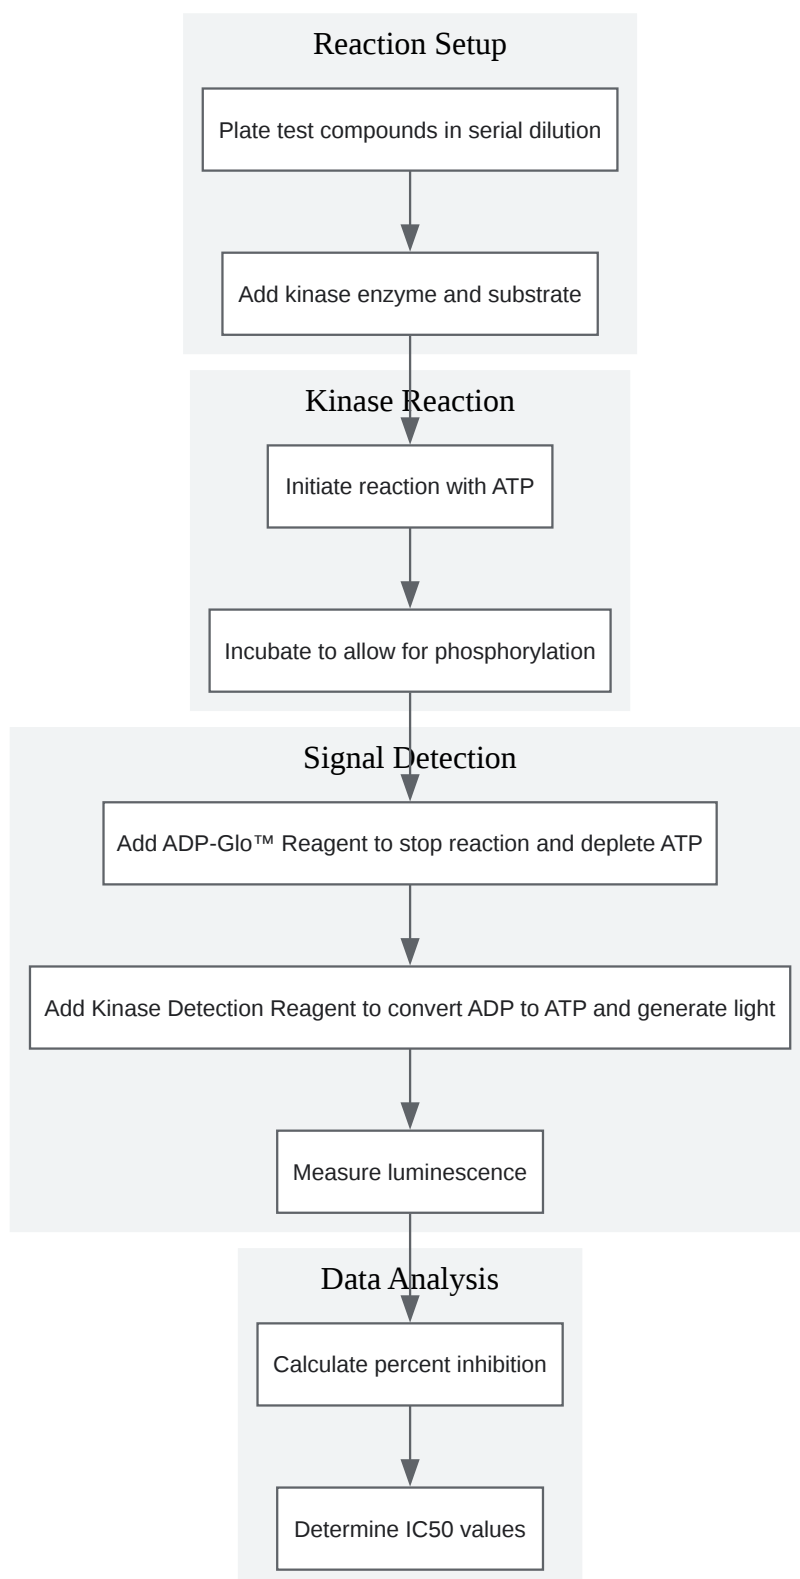 Reaction Setup
Plate test compounds in serial dilution
Add kinase enzyme and substrate
Kinase Reaction
Initiate reaction with ATP
Incubate to allow for phosphorylation
Signal Detection
Add ADP-Glo™ Reagent to stop reaction and deplete ATP
Add Kinase Detection Reagent to convert ADP to ATP and generate light
Measure luminescence
Data Analysis
Calculate percent inhibition
Determine IC50 values